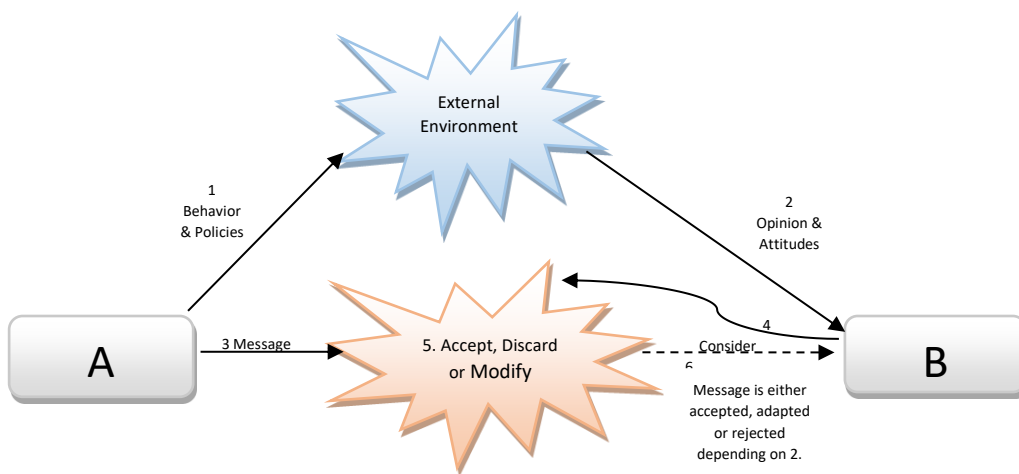 External
Environment
1
Behavior
& Policies
2
Opinion &
Attitudes
A
3 Message
5. Accept, Discard
or Modify
4
Consider
6
B
Message is either
accepted, adapted
or rejected
depending on 2.